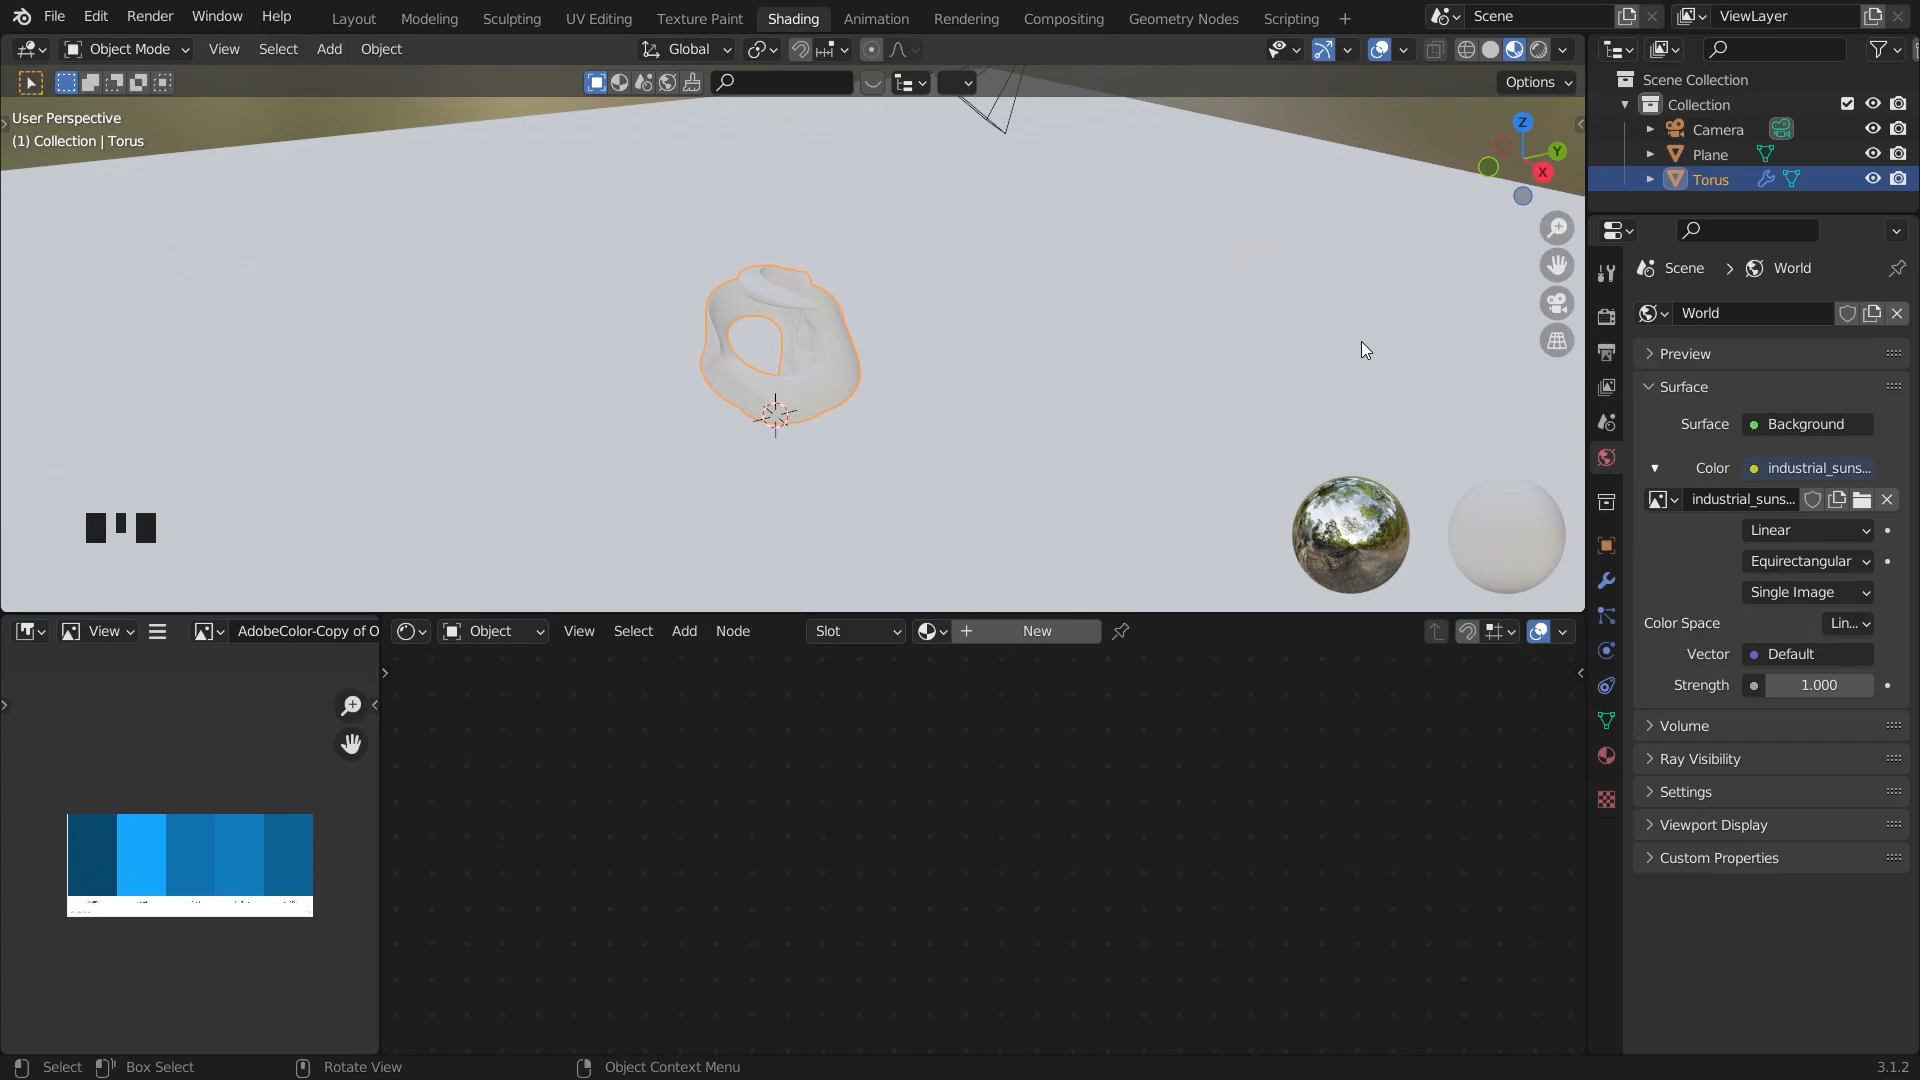 File Edit Render Window Help Layout Modeling Sculpting UV Editing Texture Paint Shading Animation Rendering Compositing Geometry Nodes Scripting + Scene ViewLayer
Object Mode View Select Add Object Global
Options
User Perspective
(1) Collection | Torus
Z
Y
X
Scene Collection
Collection
Camera
Plane
Torus
Scene > World
World
Preview
Surface
Surface Background
Color industrial_suns...
industrial_suns...
Linear
Equirectangular
Single Image
Color Space Lin...
Vector Default
Strength 1.000
Volume
Ray Visibility
Settings
Viewport Display
Custom Properties
View AdobeColor-Copy of O
Object View Select Add Node Slot New
Select Box Select Rotate View Object Context Menu 3.1.2